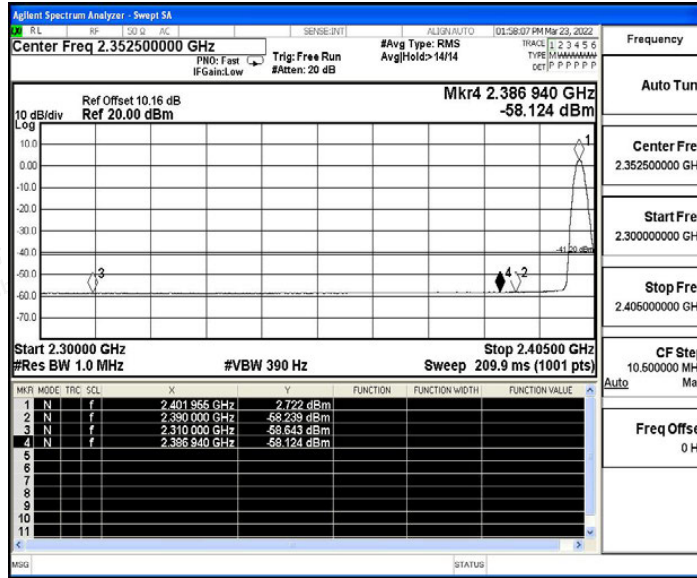 Agilent Spectrum Analyzer - Swept SA
RL RF 50 Ω AC SENSE:INT ALIGNAUTO 01:58:07 PM Mar 23, 2022
Center Freq 2.352500000 GHz
PNO: Fast
IFGain:Low
Trig: Free Run
#Atten: 20 dB
#Avg Type: RMS
Avg|Hold:> 14/14
TRACE 1 2 3 4 5 6
TYPE M
DET P P P P P P
Ref Offset 10.16 dB
Ref 20.00 dBm
10 dB/div
Log
Mkr4 2.386 940 GHz
-58.124 dBm
10.0
0.00
-10.0
-20.0
-30.0
-40.0
-50.0
-60.0
-70.0
1
-41.20 dBm
3
4
2
Start 2.30000 GHz
Stop 2.40500 GHz
#Res BW 1.0 MHz
#VBW 390 Hz
Sweep 209.9 ms (1001 pts)
MKR MODE TRC SCL X Y FUNCTION FUNCTION WIDTH FUNCTION VALUE
1 N f 2.401 955 GHz 2.722 dBm
2 N f 2.390 000 GHz -58.239 dBm
3 N f 2.310 000 GHz -58.643 dBm
4 N f 2.386 940 GHz -58.124 dBm
5
6
7
8
9
10
11
MSG
STATUS
Frequency
Auto Tun
Center Fre
2.352500000 GH
Start Fre
2.300000000 GH
Stop Fre
2.405000000 GH
CF Ste
10.500000 MH
Auto Ma
Freq Offse
0 H